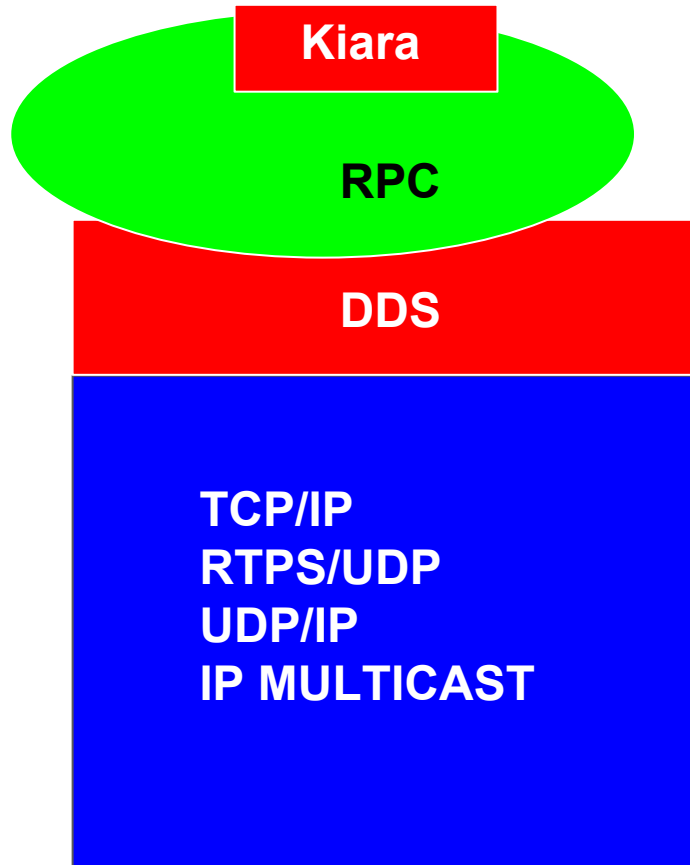 Kiara
RPC
DDS
TCP/IP
RTPS/UDP
UDP/IP
IP MULTICAST